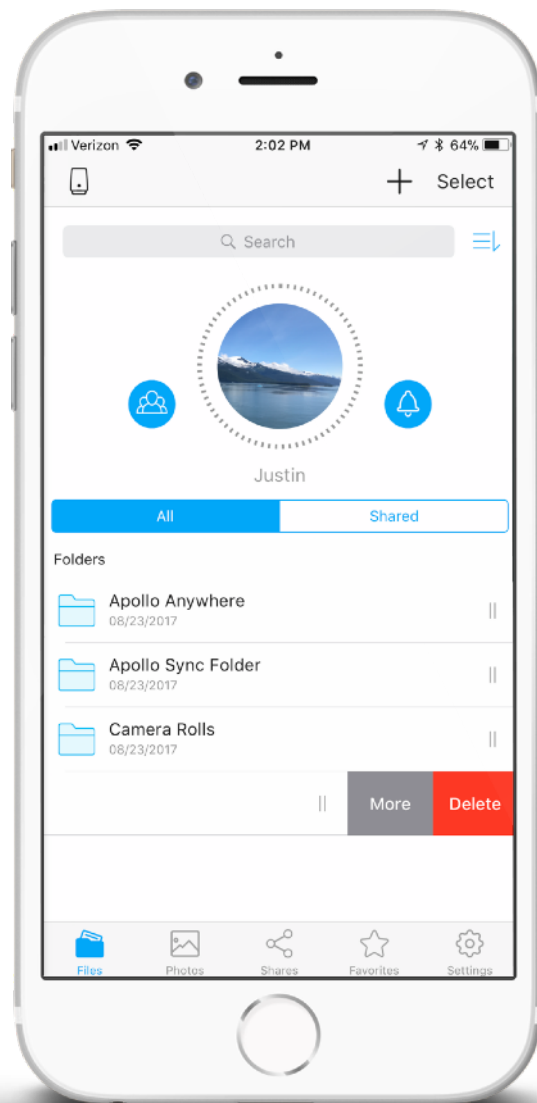 Verizon 2:02 PM 64%
Select
Search
Justin
All Shared
Folders
Apollo Anywhere
08/23/2017
Apollo Sync Folder
08/23/2017
Camera Rolls
08/23/2017
More Delete
Files Photos Shares Favorites Settings